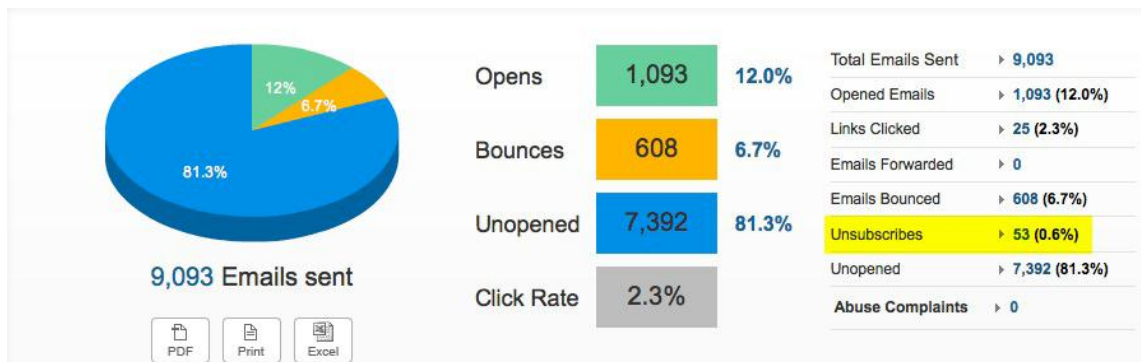 12%
6.7%
81.3%
9,093 Emails sent
PDF
Print
Excel
Opens 1,093 12.0%
Bounces 608 6.7%
Unopened 7,392 81.3%
Click Rate 2.3%
Total Emails Sent 9,093
Opened Emails 1,093 (12.0%)
Links Clicked 25 (2.3%)
Emails Forwarded 0
Emails Bounced 608 (6.7%)
Unsubscribes 53 (0.6%)
Unopened 7,392 (81.3%)
Abuse Complaints 0